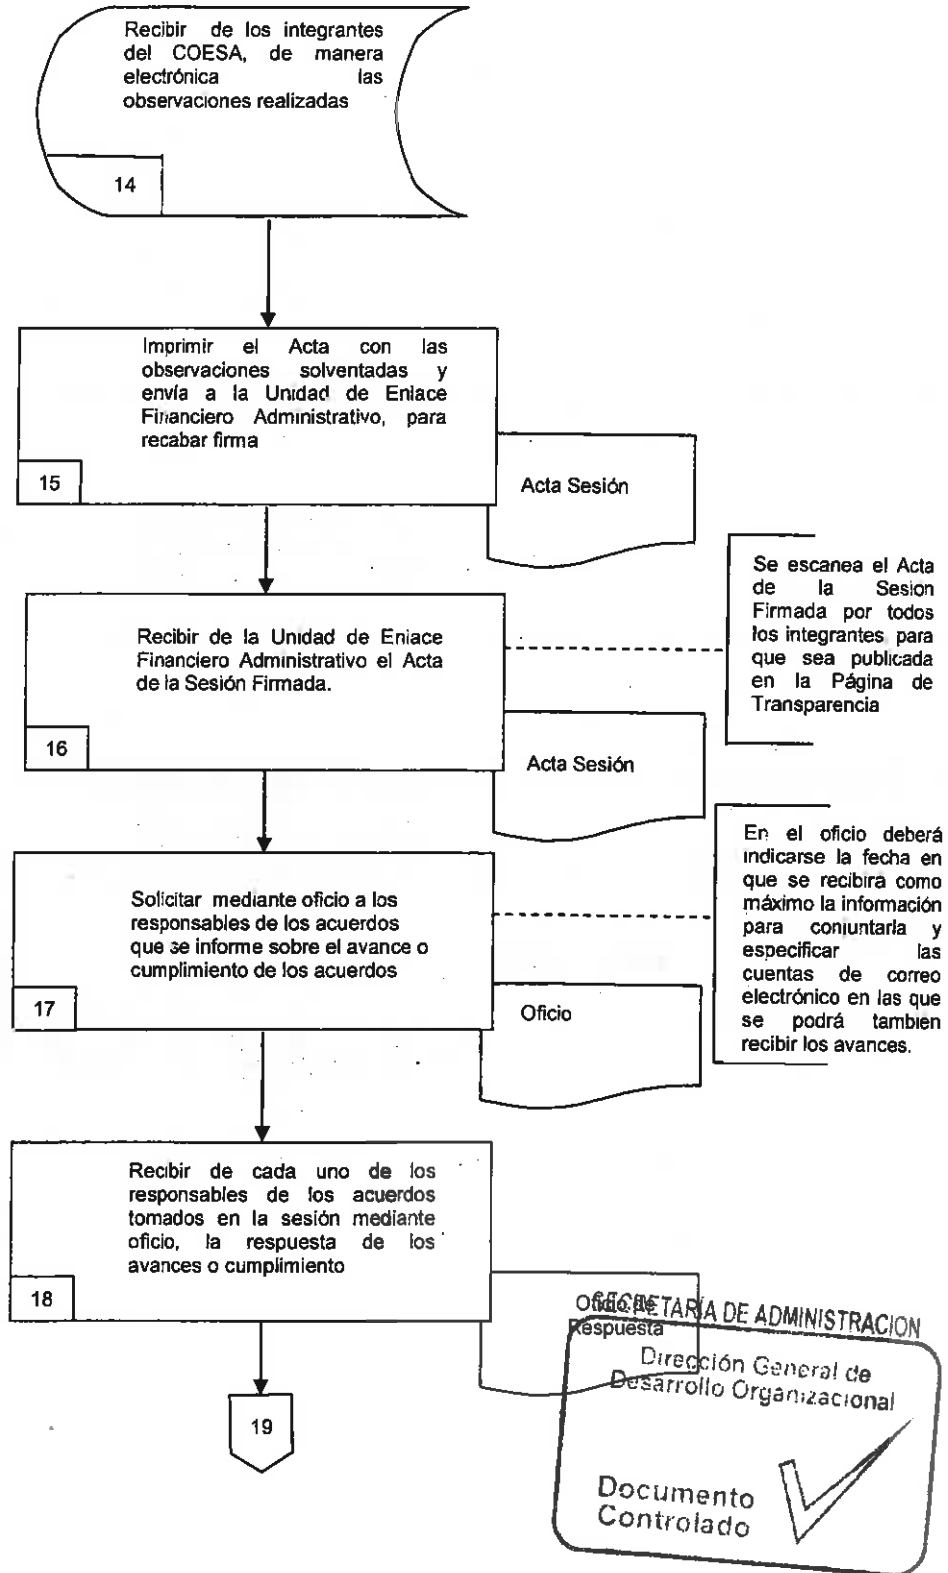 Recibir de los integrantes
del COESA, de manera
electrónica las
observaciones realizadas
14
Imprimir el Acta con las
observaciones solventadas y
envía a la Unidad de Enlace
Financiero Administrativo, para
recabar firma
15
Acta Sesión
Se escanea el Acta
de la Sesion
Firmada por todos
los integrantes para
que sea publicada
en la Página de
Transparencia
Recibir de la Unidad de Enlace
Financiero Administrativo el Acta
de la Sesión Firmada.
16
Acta Sesión
En el oficio deberá
indicarse la fecha en
que se recibirá como
máximo la información
para conjuntarla y
especificar las
cuentas de correo
electrónico en las que
se podrá tambien
recibir los avances.
Solicitar mediante oficio a los
responsables de los acuerdos
que se informe sobre el avance o
cumplimiento de los acuerdos
17
Oficio
Recibir de cada uno de los
responsables de los acuerdos
tomados en la sesión mediante
oficio, la respuesta de los
avances o cumplimiento
18
Oficio de
Respuesta
SECRETARÍA DE ADMINISTRACION
Dirección General de
Desarrollo Organizacional
Documento
Controlado
19